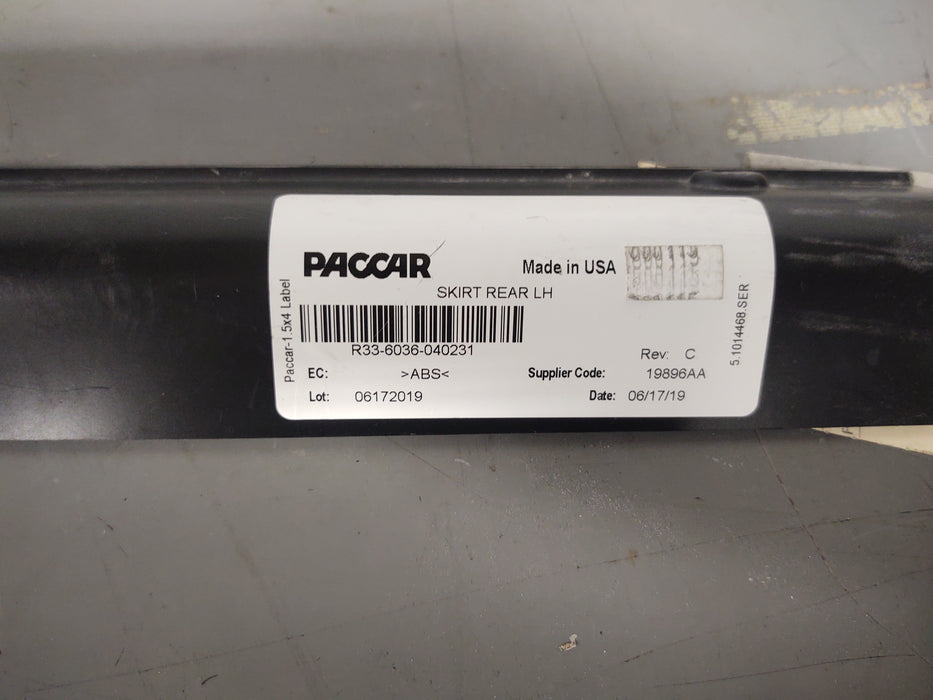 PACCAR
Made in USA
SKIRT REAR LH
R33-6036-040231
Rev: C
EC: >ABS< Supplier Code: 19896AA
Lot: 06172019 Date: 06/17/19
Paccar-1.5x4 Label
5.1014468.SER